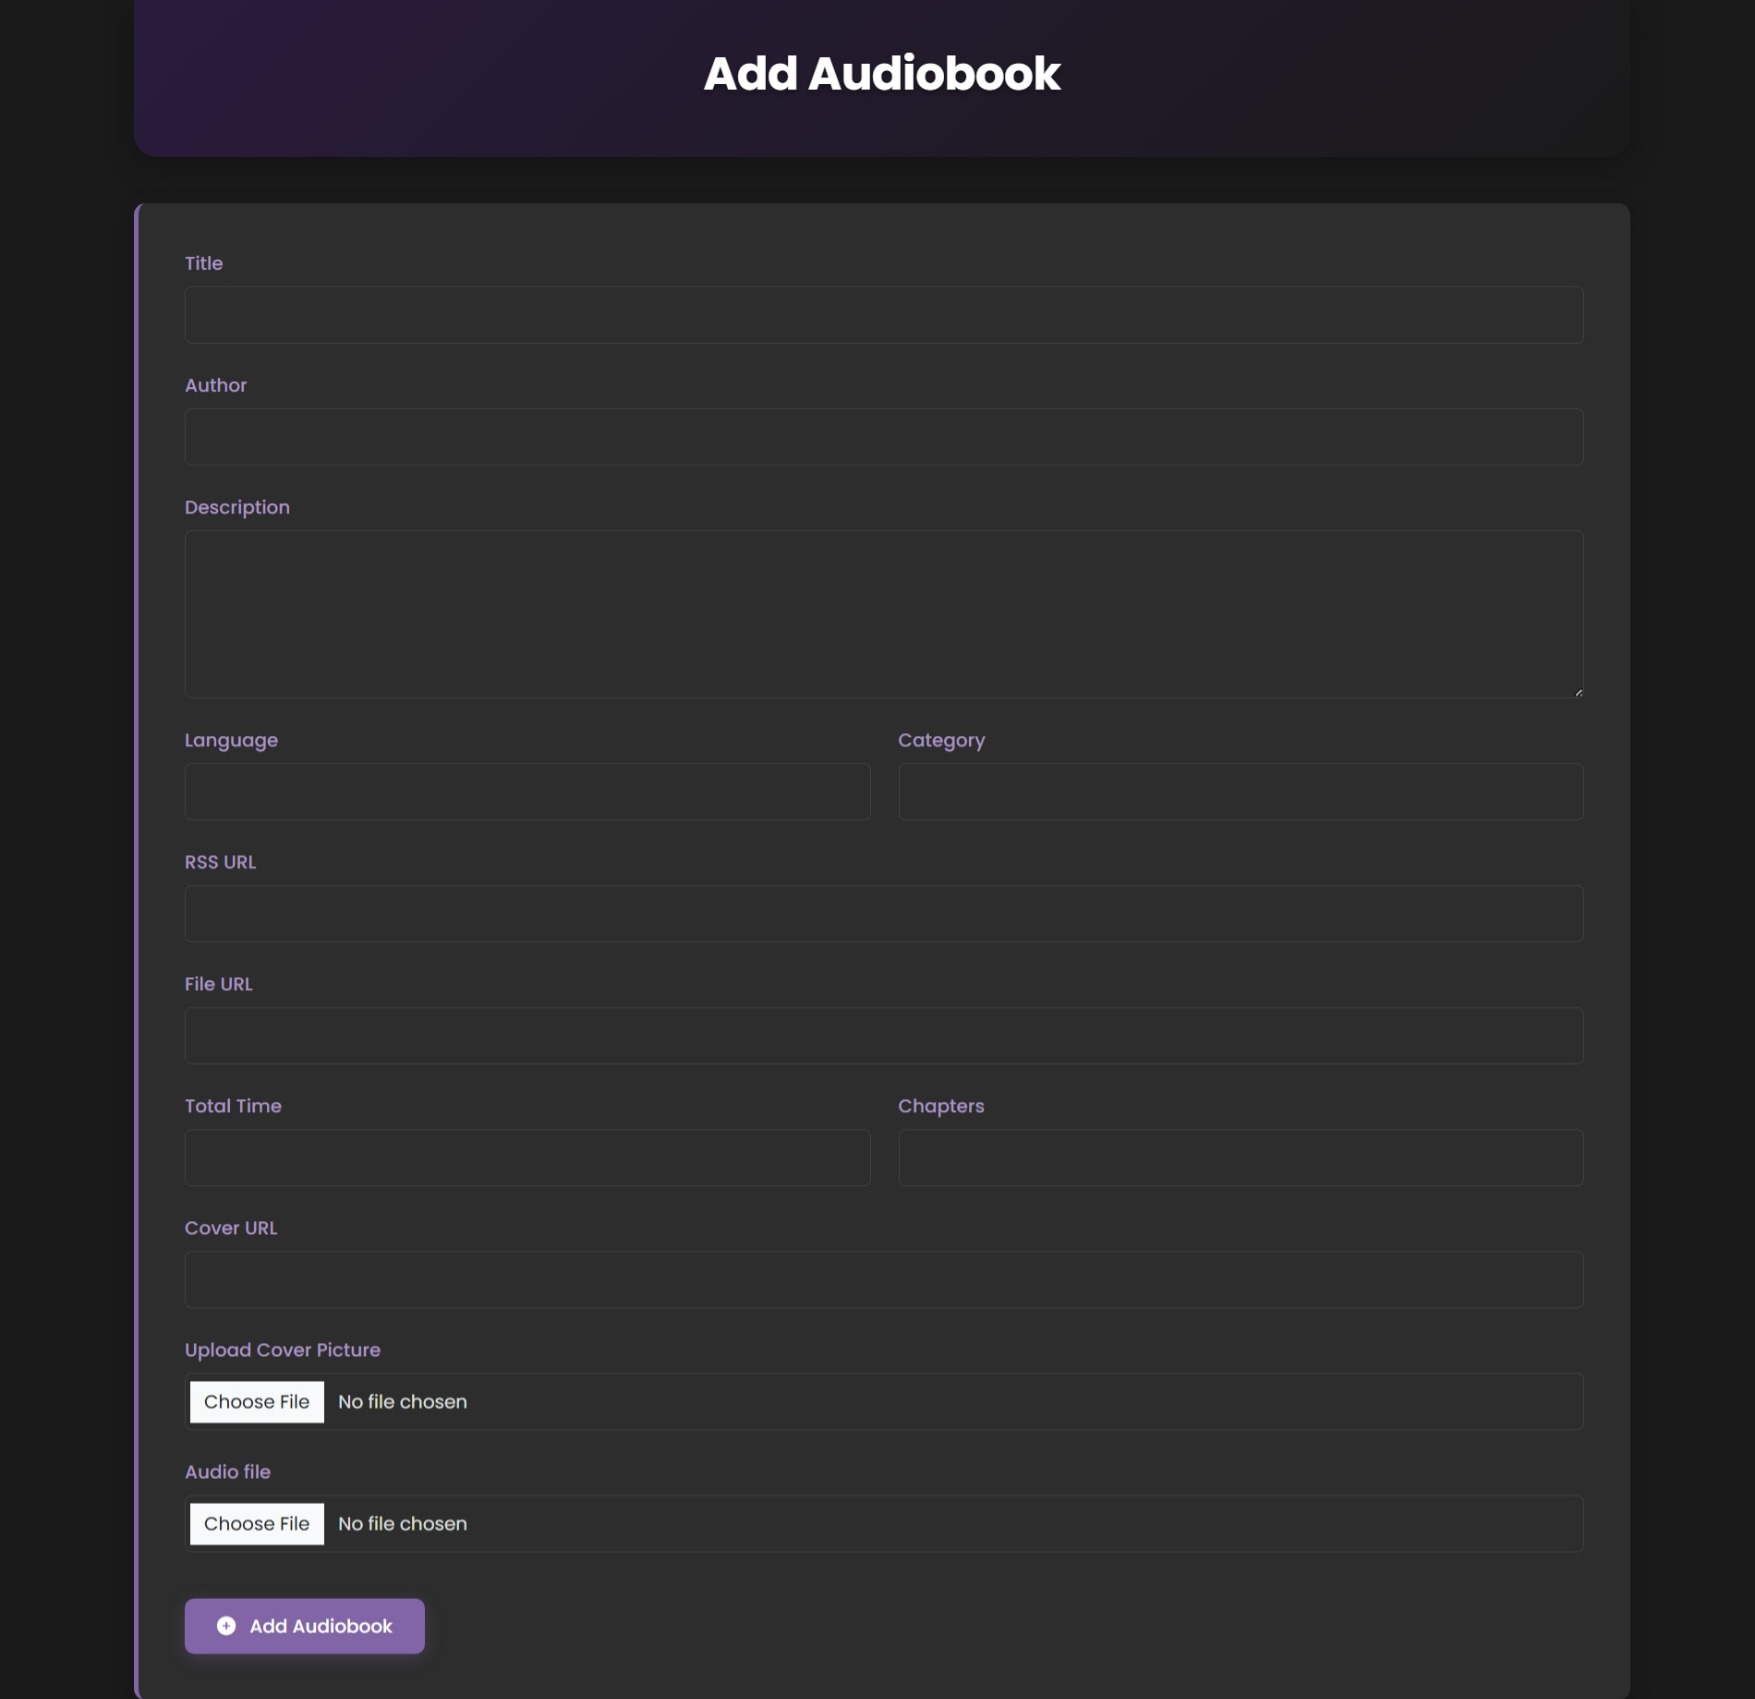 Add Audiobook
Title
Author
Description
Language
Category
RSS URL
File URL
Total Time
Chapters
Cover URL
Upload Cover Picture
Choose File No file chosen
Audio file
Choose File No file chosen
Add Audiobook